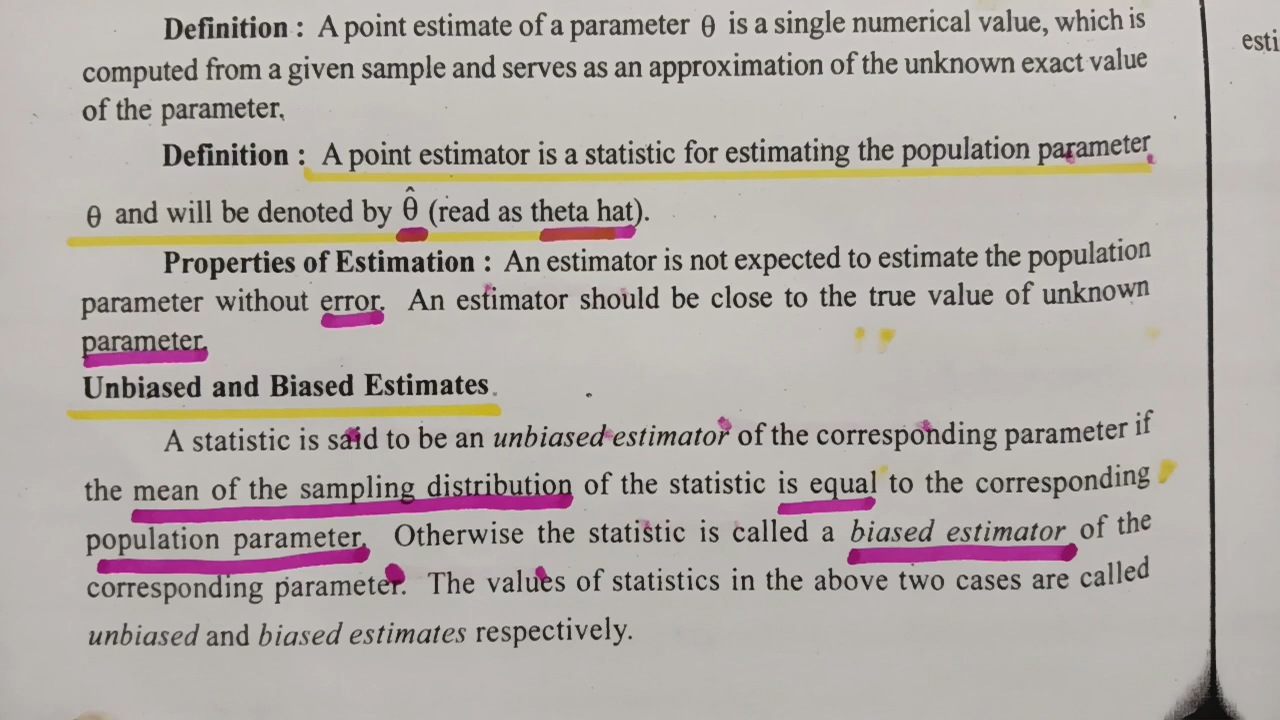 Definition : A point estimate of a parameter θ is a single numerical value, which is
computed from a given sample and serves as an approximation of the unknown exact value
of the parameter.
Definition : A point estimator is a statistic for estimating the population parameter
θ and will be denoted by θ̂ (read as theta hat).
Properties of Estimation : An estimator is not expected to estimate the population
parameter without error. An estimator should be close to the true value of unknown
parameter.
Unbiased and Biased Estimates.
A statistic is said to be an unbiased estimator of the corresponding parameter if
the mean of the sampling distribution of the statistic is equal to the corresponding
population parameter. Otherwise the statistic is called a biased estimator of the
corresponding parameter. The values of statistics in the above two cases are called
unbiased and biased estimates respectively.
esti